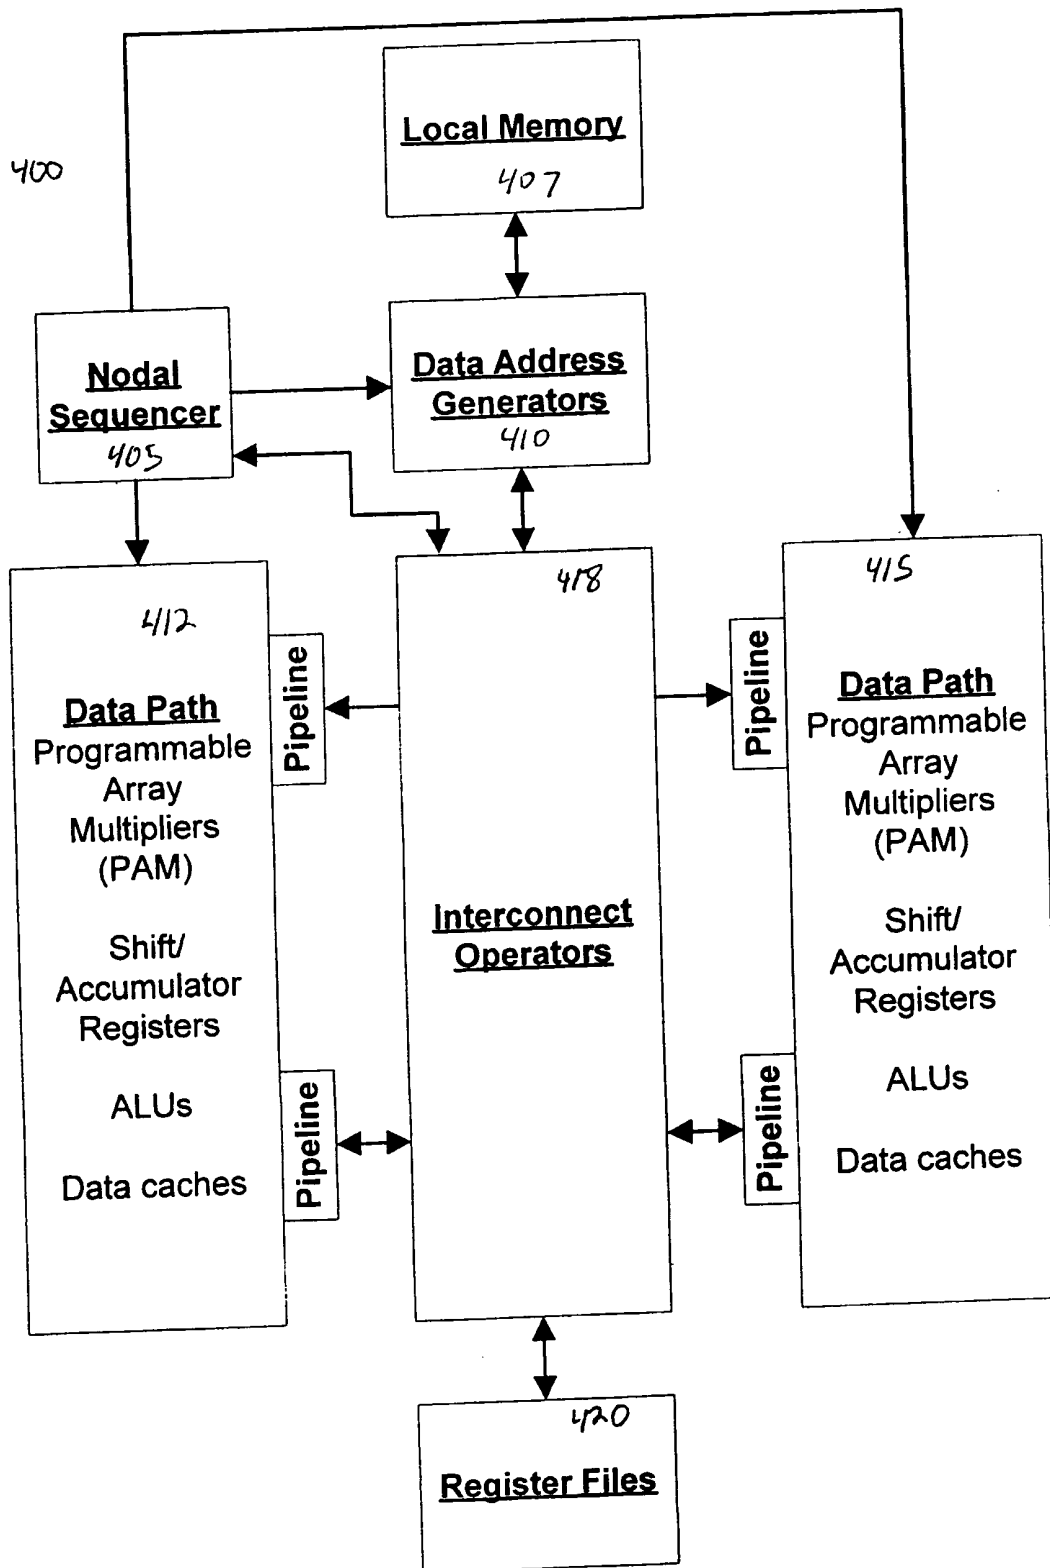 400
Local Memory
407
Nodal
Sequencer
405
Data Address
Generators
410
412
Data Path
Programmable
Array
Multipliers
(PAM)
Shift/
Accumulator
Registers
ALUs
Data caches
Pipeline
Pipeline
418
Interconnect
Operators
Pipeline
Pipeline
415
Data Path
Programmable
Array
Multipliers
(PAM)
Shift/
Accumulator
Registers
ALUs
Data caches
420
Register Files